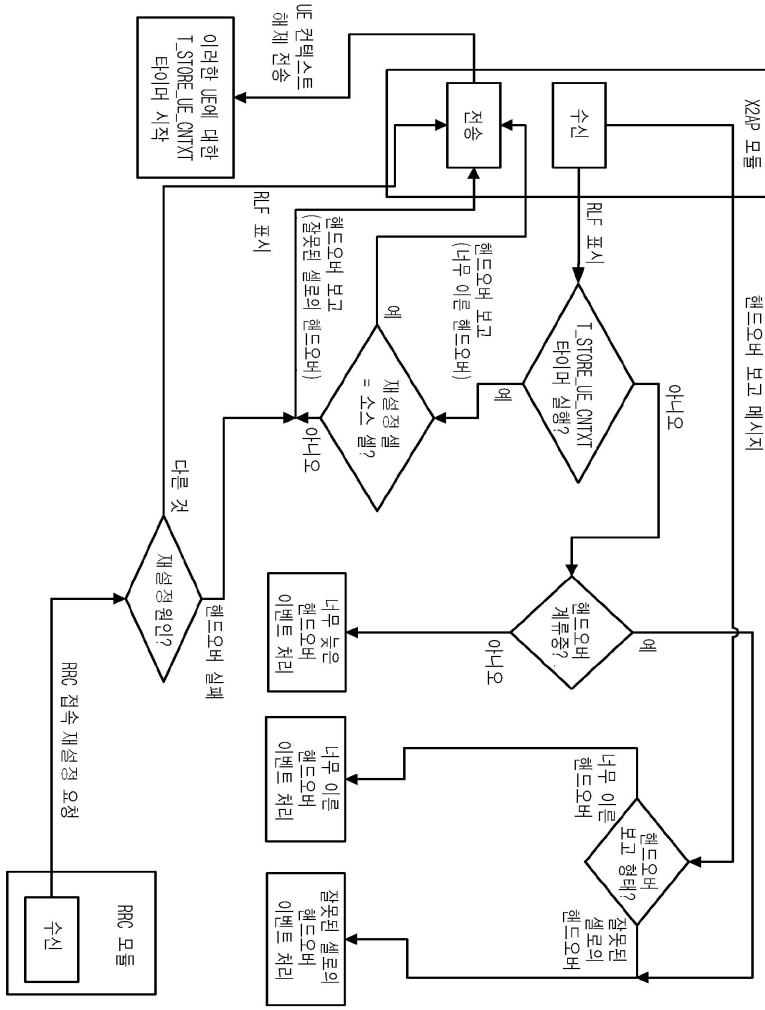 X2AP 모듈
수신
전송
핸드오버 보고 메시지
RLF 표시
UE 컨텍스트
해제 전송
이러한 UE에 대한
T_STORE_UE_CNTXT
타이머 시작
T_STORE_UE_CNTXT
타이머 실행?
아니오
예
핸드오버 보고
(너무 이른 핸드오버)
재설정 셀
= 소스 셀?
예
아니오
핸드오버 보고
(잘못된 셀로의 핸드오버)
RLF 표시
핸드오버
계류중?
예
아니오
핸드오버
보고 형태?
너무 이른
핸드오버
잘못된
셀로의
핸드오버
너무 늦은
핸드오버
이벤트 처리
너무 이른
핸드오버
이벤트 처리
잘못된 셀로의
핸드오버
이벤트 처리
다른 것
재설정원인?
핸드오버 실패
RRC 접속 재설정 요청
RRC 모듈
수신